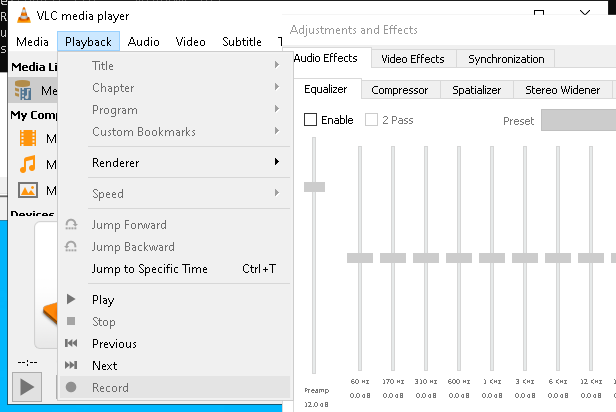 VLC media player
Media Playback Audio Video Subtitle
Media Li
Me
My Comp
M
M
M
Devices
--:--
Title
Chapter
Program
Custom Bookmarks
Renderer
Speed
Jump Forward
Jump Backward
Jump to Specific Time Ctrl+T
Play
Stop
Previous
Next
Record
Adjustments and Effects
Audio Effects Video Effects Synchronization
Equalizer Compressor Spatializer Stereo Widener
Enable 2 Pass Preset
60 Hz 170 Hz 310 Hz 600 Hz 1 KHz 3 KHz 6 KHz 12 KHz
Preamp 0.0 dB 0.0 dB 0.0 dB 0.0 dB 0.0 dB 0.0 dB 0.0 dB 0.0 dB
12.0 dB